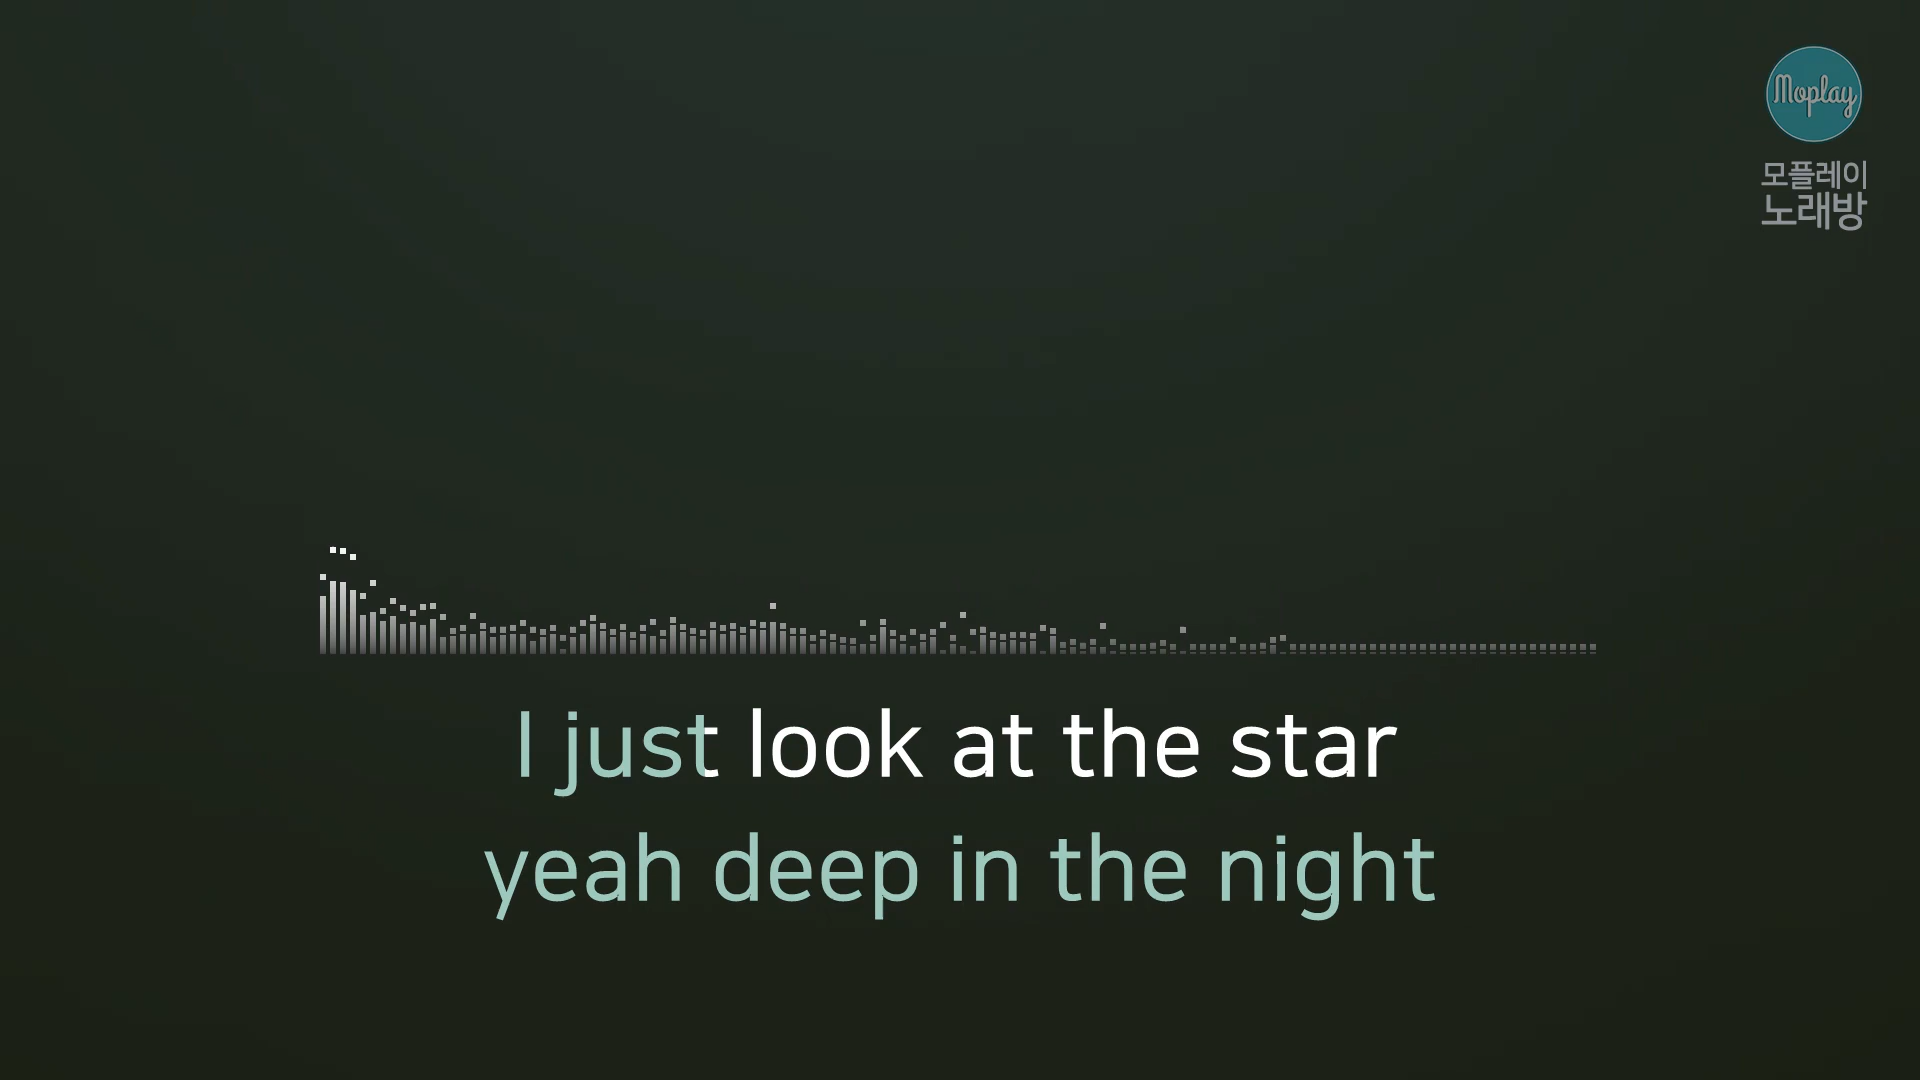 Moplay
모플레이
노래방
I just look at the star
yeah deep in the night